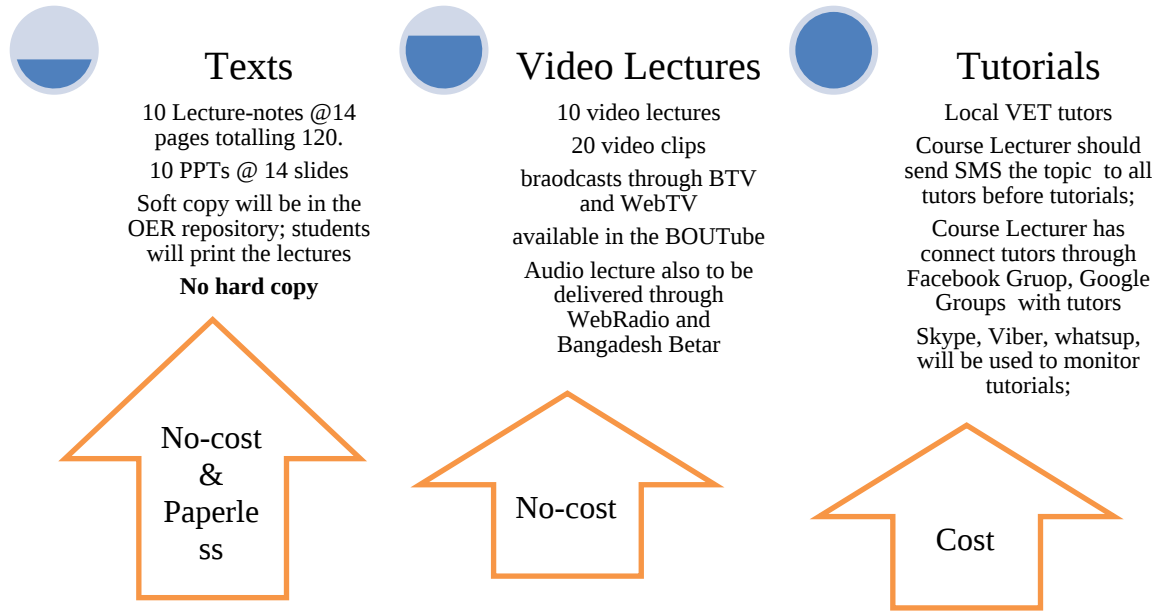 Texts
10 Lecture-notes @14
pages totalling 120.
10 PPTs @ 14 slides
Soft copy will be in the
OER repository; students
will print the lectures
No hard copy
No-cost
&
Paperle
ss
Video Lectures
10 video lectures
20 video clips
braodcasts through BTV
and WebTV
available in the BOUTube
Audio lecture also to be
delivered through
WebRadio and
Bangadesh Betar
No-cost
Tutorials
Local VET tutors
Course Lecturer should
send SMS the topic to all
tutors before tutorials;
Course Lecturer has
connect tutors through
Facebook Gruop, Google
Groups with tutors
Skype, Viber, whatsup,
will be used to monitor
tutorials;
Cost